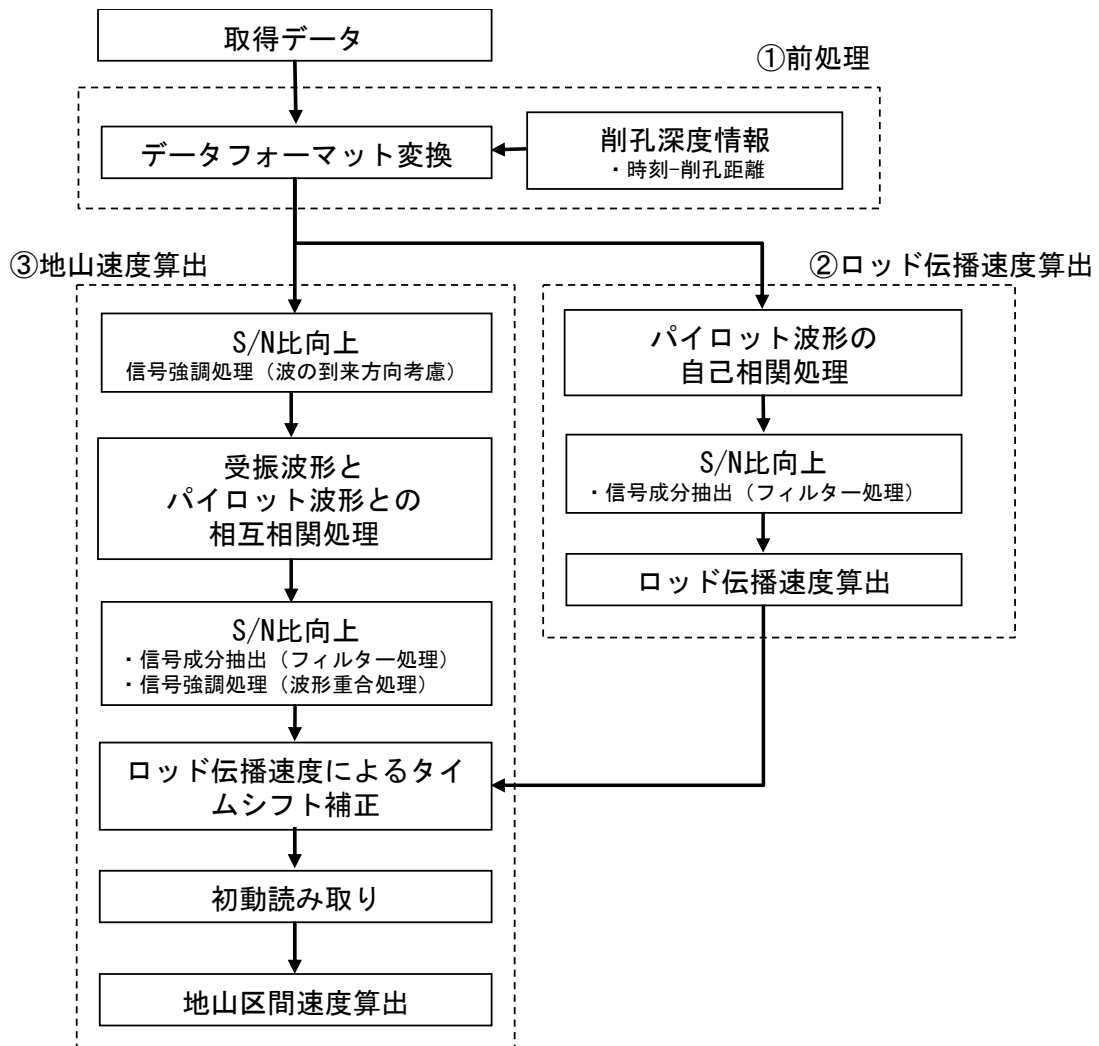 取得データ
①前処理
データフォーマット変換
削孔深度情報
・時刻-削孔距離
③地山速度算出
S/N比向上
信号強調処理（波の到来方向考慮）
受振波形と
パイロット波形との
相互相関処理
S/N比向上
・信号成分抽出（フィルター処理）
・信号強調処理（波形重合処理）
ロッド伝播速度によるタイ
ムシフト補正
初動読み取り
地山区間速度算出
②ロッド伝播速度算出
パイロット波形の
自己相関処理
S/N比向上
・信号成分抽出（フィルター処理）
ロッド伝播速度算出